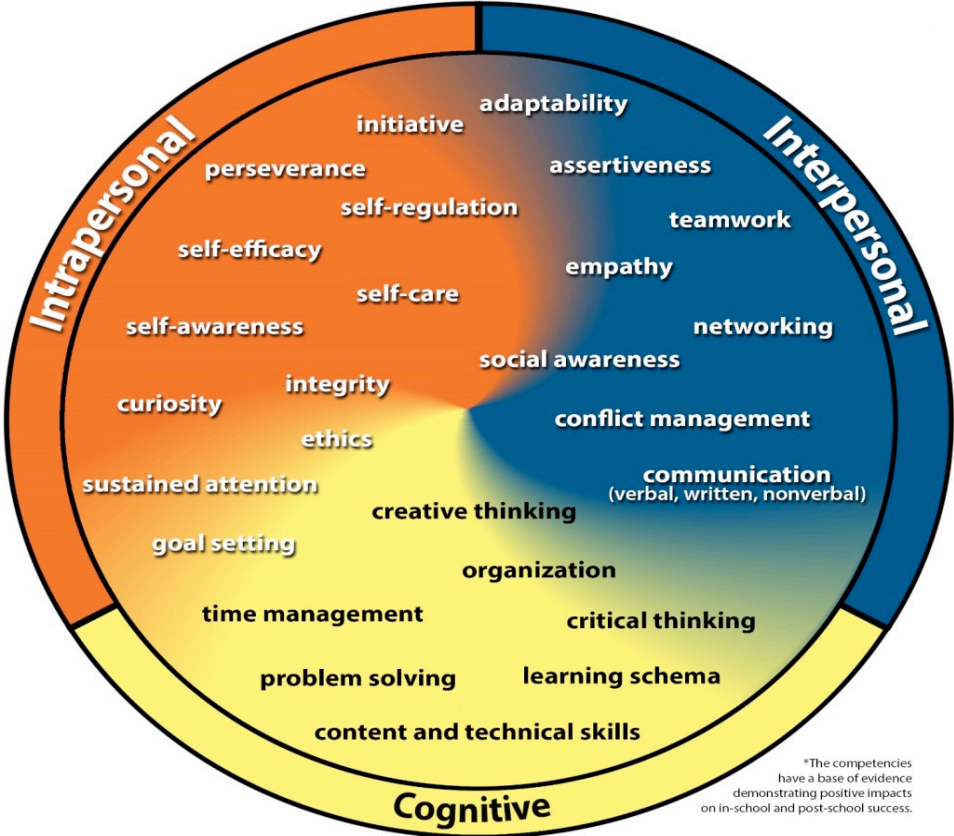 Intrapersonal
initiative
perseverance
self-regulation
self-efficacy
self-care
self-awareness
integrity
curiosity
ethics
sustained attention
goal setting
Interpersonal
adaptability
assertiveness
teamwork
empathy
networking
social awareness
conflict management
communication
(verbal, written, nonverbal)
Cognitive
creative thinking
organization
time management
critical thinking
problem solving
learning schema
content and technical skills
*The competencies
have a base of evidence
demonstrating positive impacts
on in-school and post-school success.